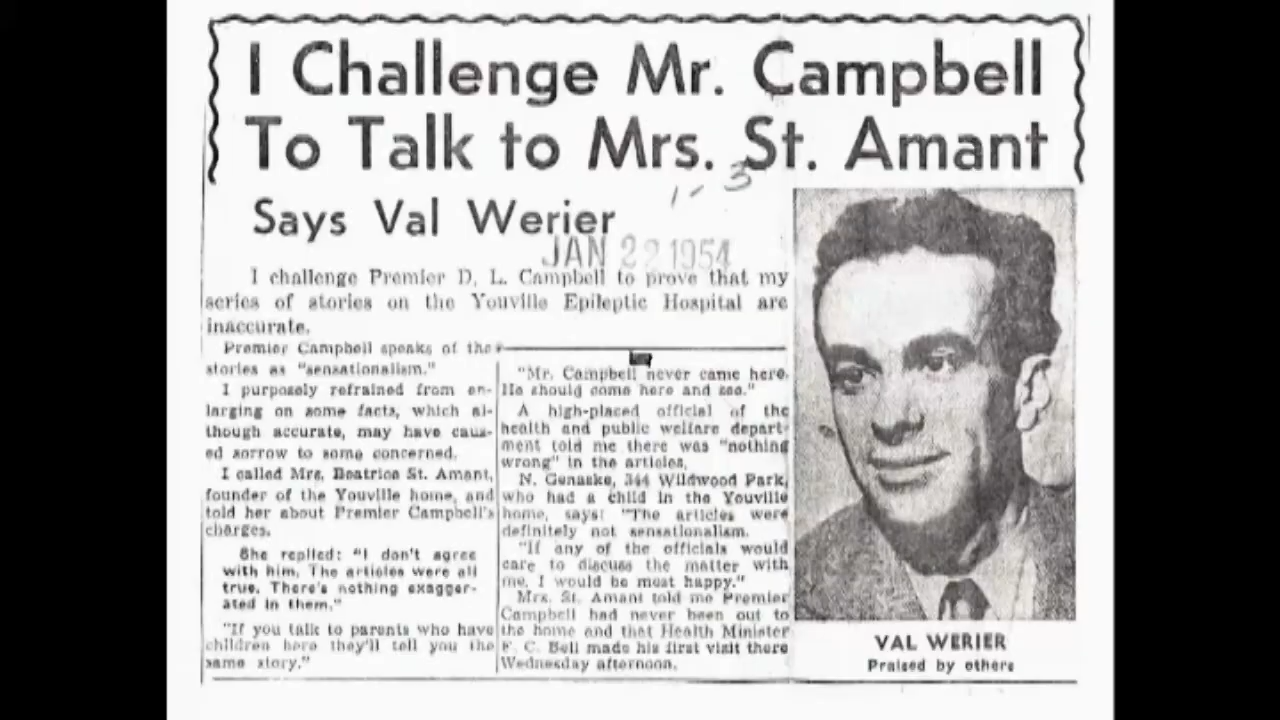 I Challenge Mr. Campbell
To Talk to Mrs. St. Amant
1-3
Says Val Werier
JAN 22 1954
I challenge Premier D. L. Campbell to prove that my
series of stories on the Youville Epileptic Hospital are
inaccurate.
Premier Campbell speaks of the
stories as "sensationalism."
I purposely refrained from en-
larging on some facts, which al-
though accurate, may have caus-
ed sorrow to some concerned.
I called Mrs. Beatrice St. Amant,
founder of the Youville home, and
told her about Premier Campbell's
charges.
She replied: "I don't agree
with him. The articles were all
true. There's nothing exagger-
ated in them."
"If you talk to parents who have
children here they'll tell you the
same story."
"Mr. Campbell never came here.
He should come here and see."
A high-placed official of the
health and public welfare depart-
ment told me there was "nothing
wrong" in the articles.
N. Genaske, 344 Wildwood Park,
who had a child in the Youville
home, says: "The articles were
definitely not sensationalism.
"If any of the officials would
care to discuss the matter with
me, I would be most happy."
Mrs. St. Amant told me Premier
Campbell had never been out to
the home and that Health Minister
F. C. Bell made his first visit there
Wednesday afternoon.
VAL WERIER
Praised by others